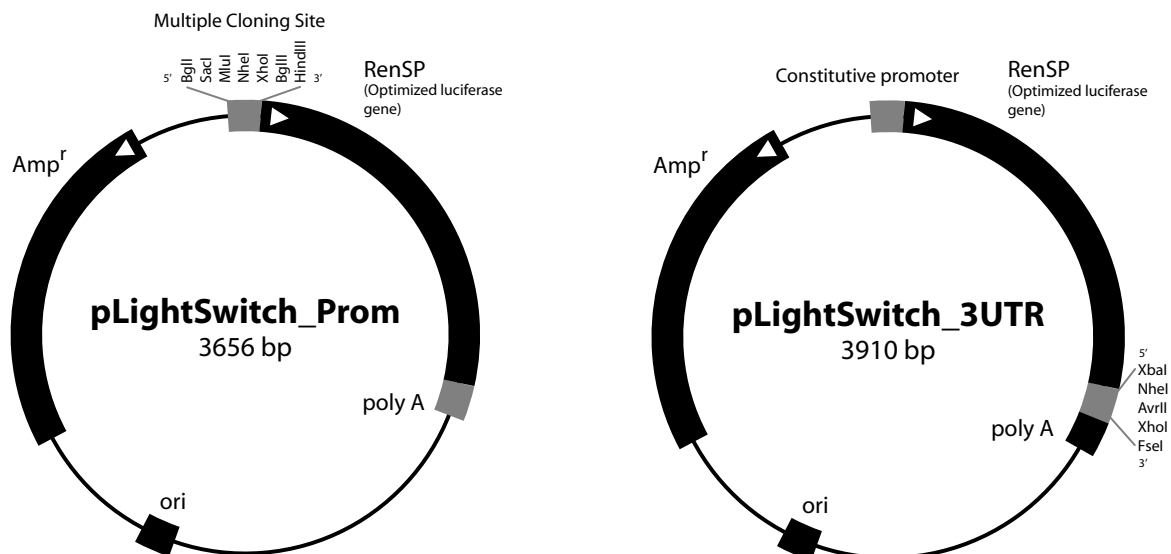 Multiple Cloning Site
5’
BglI
SacI
MluI
NheI
XhoI
BglII
HindIII
3’
RenSP
(Optimized luciferase
gene)
Ampr
pLightSwitch_Prom
3656 bp
poly A
ori
Constitutive promoter
RenSP
(Optimized luciferase
gene)
Ampr
pLightSwitch_3UTR
3910 bp
5’
XbaI
NheI
AvrII
XhoI
FseI
3’
poly A
ori